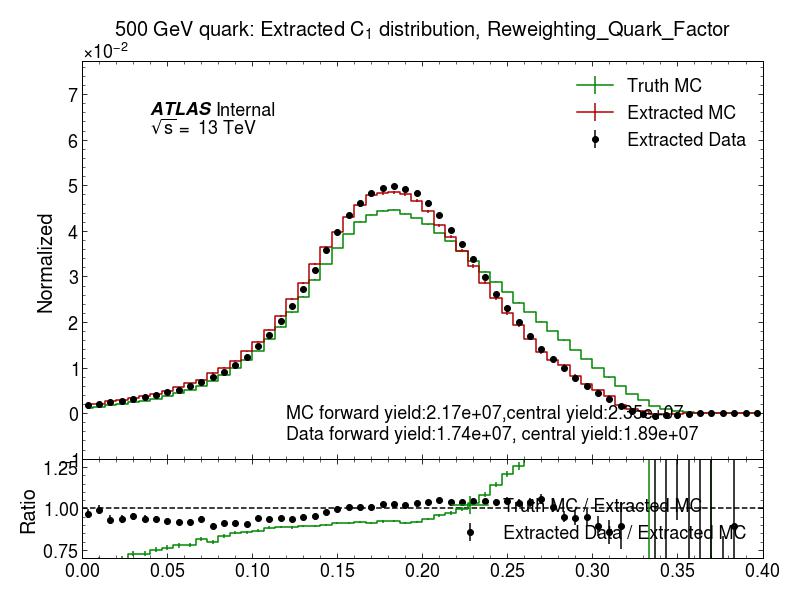 500 GeV quark: Extracted C₁ distribution, Reweighting_Quark_Factor
×10⁻²
Truth MC
Extracted MC
Extracted Data
ATLAS Internal
√s = 13 TeV
Normalized
7
6
5
4
3
2
1
0
MC forward yield:2.17e+07,central yield:2.35e+07
Data forward yield:1.74e+07, central yield:1.89e+07
Ratio
1.25
1.00
0.75
Truth MC / Extracted MC
Extracted Data / Extracted MC
0.00 0.05 0.10 0.15 0.20 0.25 0.30 0.35 0.40